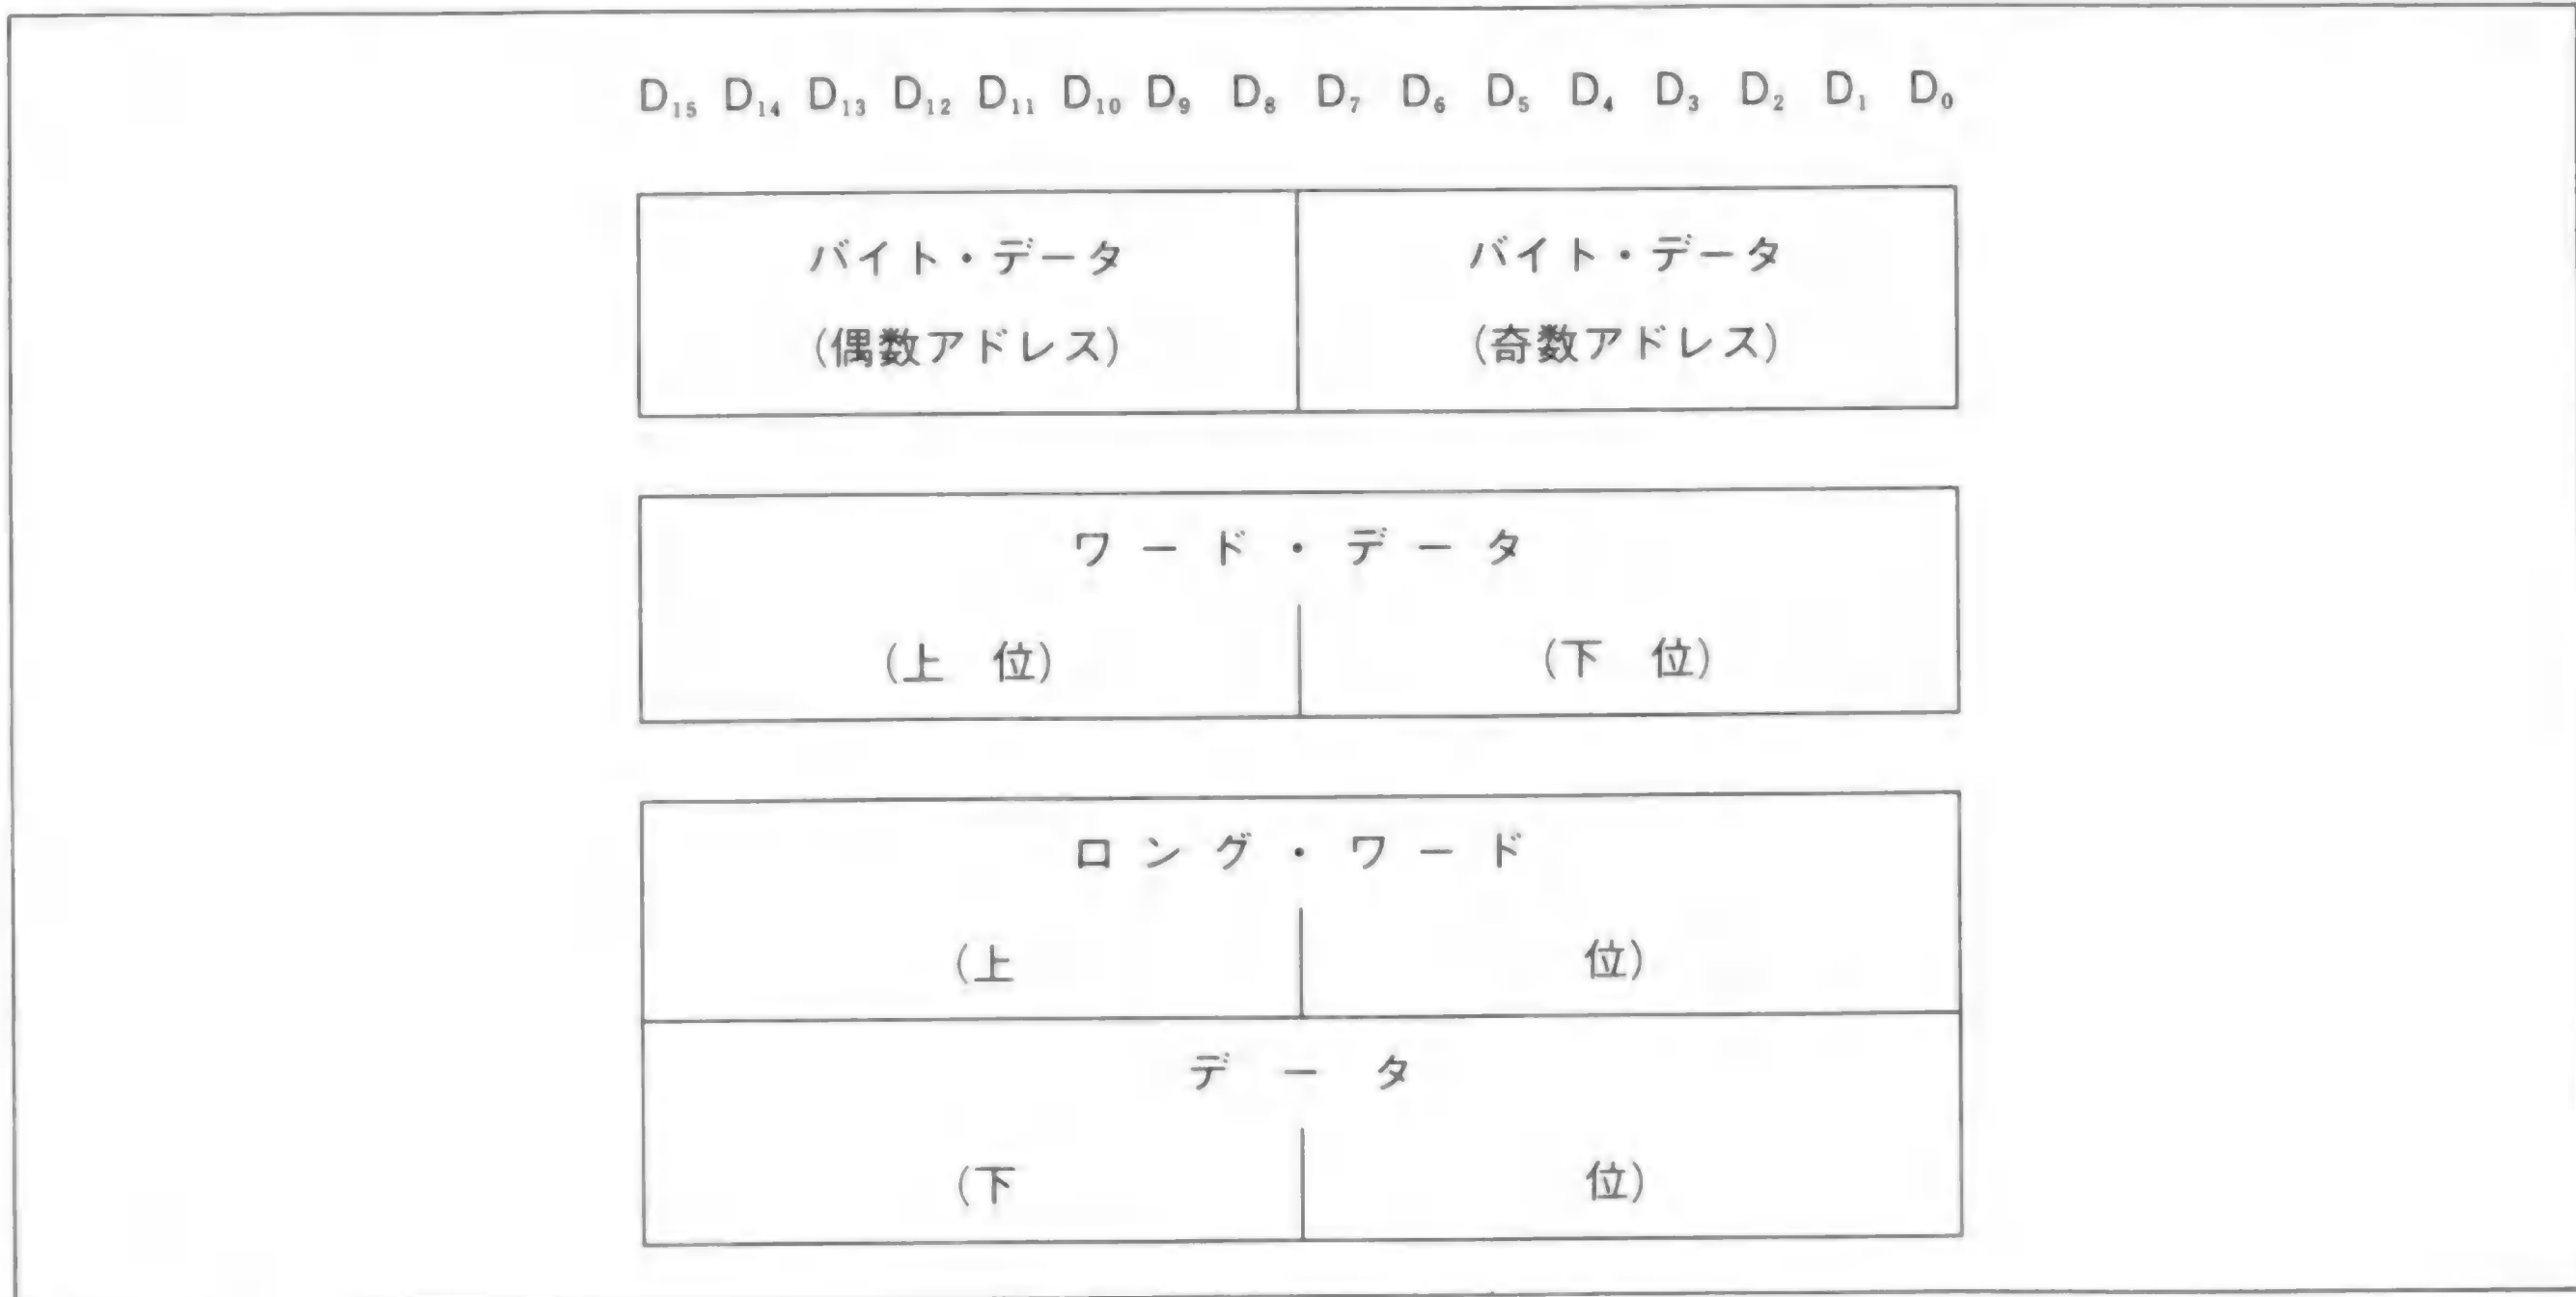 D₁₅ D₁₄ D₁₃ D₁₂ D₁₁ D₁₀ D₉ D₈ D₇ D₆ D₅ D₄ D₃ D₂ D₁ D₀
バイト・データ バイト・データ
(偶数アドレス) (奇数アドレス)
ワード・データ
(上 位) (下 位)
ロング・ワード
(上 位)
データ
(下 位)